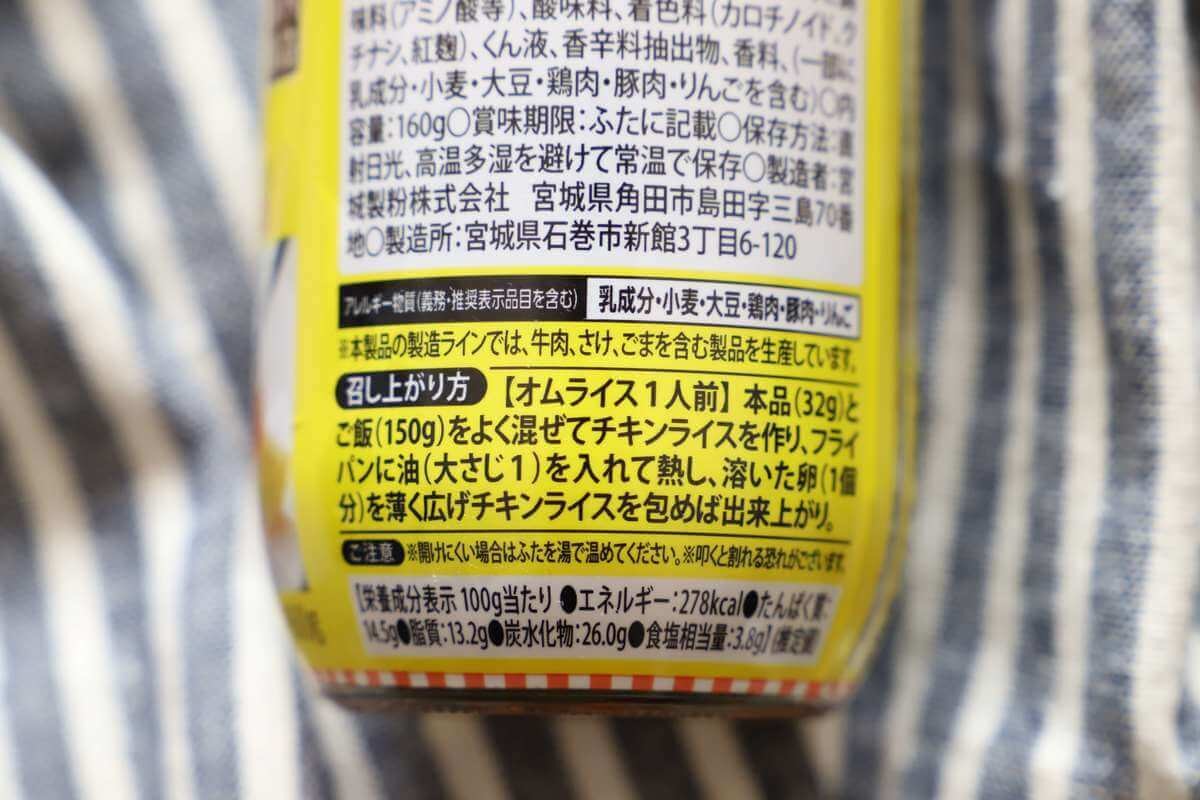 味料(アミノ酸等)、酸味料、着色料(カロチノイド、ク
チナシ、紅麹)、くん液、香辛料抽出物、香料、(一部に
乳成分・小麦・大豆・鶏肉・豚肉・りんごを含む)〇内
容量:160g〇賞味期限:ふたに記載〇保存方法:直
射日光、高温多湿を避けて常温で保存〇製造者:宮
城製粉株式会社 宮城県角田市島田字三島70番
地〇製造所:宮城県石巻市新館3丁目6-120
アレルギー物質(義務・推奨表示品目を含む) 乳成分・小麦・大豆・鶏肉・豚肉・りんご
※本製品の製造ラインでは、牛肉、さけ、ごまを含む製品を生産しています。
召し上がり方 【オムライス1人前】本品(32g)と
ご飯(150g)をよく混ぜてチキンライスを作り、フライ
パンに油(大さじ1)を入れて熱し、溶いた卵(1個
分)を薄く広げチキンライスを包めば出来上がり。
ご注意 ※開けにくい場合はふたを湯で温めてください。※叩くと割れる恐れがございます。
【栄養成分表示 100g当たり ●エネルギー:278kcal●たんぱく質:
14.5g●脂質:13.2g●炭水化物:26.0g●食塩相当量:3.8g】(推定値)